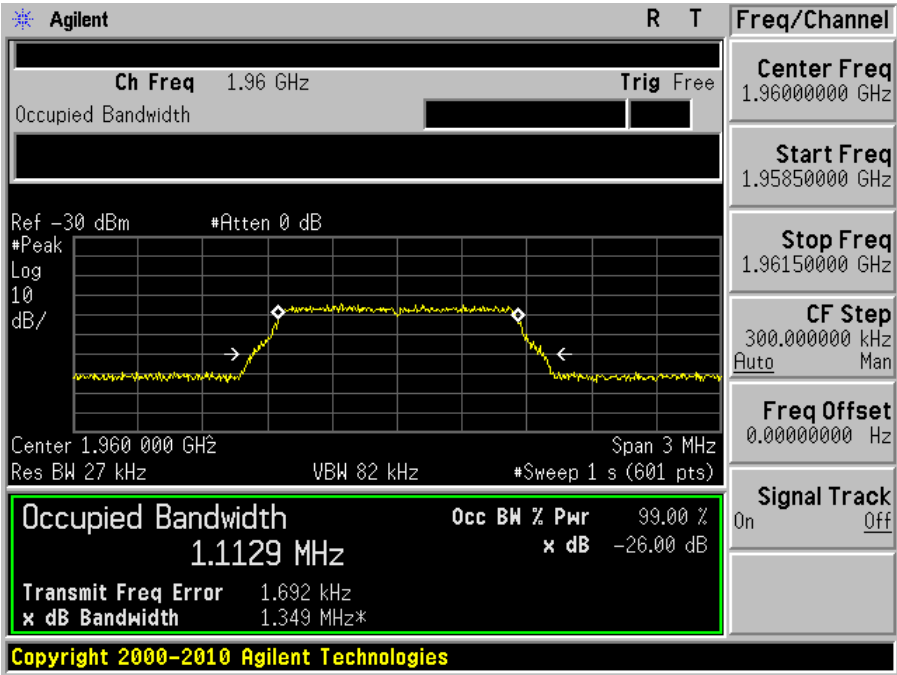 Agilent R T
Ch Freq 1.96 GHz Trig Free
Occupied Bandwidth
Ref −30 dBm #Atten 0 dB
#Peak
Log
10
dB/
Center 1.960 000 GHz Span 3 MHz
Res BW 27 kHz VBW 82 kHz #Sweep 1 s (601 pts)
Occupied Bandwidth Occ BW % Pwr 99.00 %
1.1129 MHz x dB −26.00 dB
Transmit Freq Error 1.692 kHz
x dB Bandwidth 1.349 MHz*
Copyright 2000–2010 Agilent Technologies
Freq/Channel
Center Freq
1.96000000 GHz
Start Freq
1.95850000 GHz
Stop Freq
1.96150000 GHz
CF Step
300.000000 kHz
Auto Man
Freq Offset
0.00000000 Hz
Signal Track
On Off